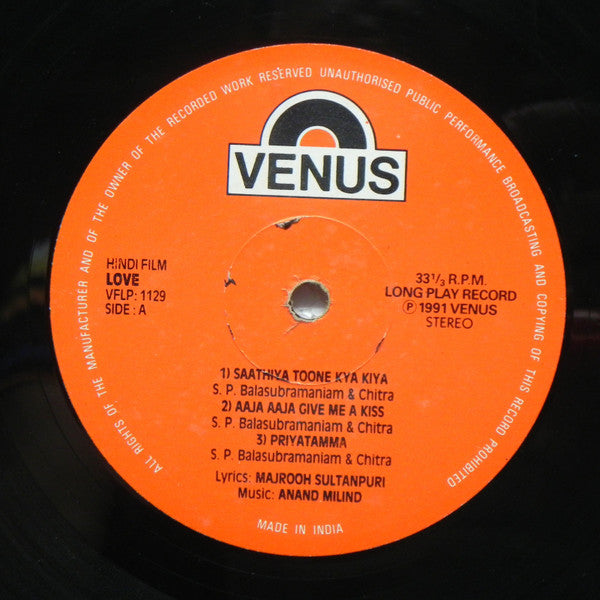 ALL RIGHTS OF THE MANUFACTURER AND OF THE OWNER OF THE RECORDED WORK RESERVED UNAUTHORISED PUBLIC PERFORMANCE BROADCASTING AND COPYING OF THIS RECORD PROHIBITED
VENUS
HINDI FILM
LOVE
VFLP: 1129
SIDE : A
33 1/3 R.P.M.
LONG PLAY RECORD
Ⓟ 1991 VENUS
STEREO
1) SAATHIYA TOONE KYA KIYA
S. P. Balasubramaniam & Chitra
2) AAJA AAJA GIVE ME A KISS
S. P. Balasubramaniam & Chitra
3) PRIYATAMMA
S. P. Balasubramaniam & Chitra
Lyrics: MAJROOH SULTANPURI
Music: ANAND MILIND
MADE IN INDIA